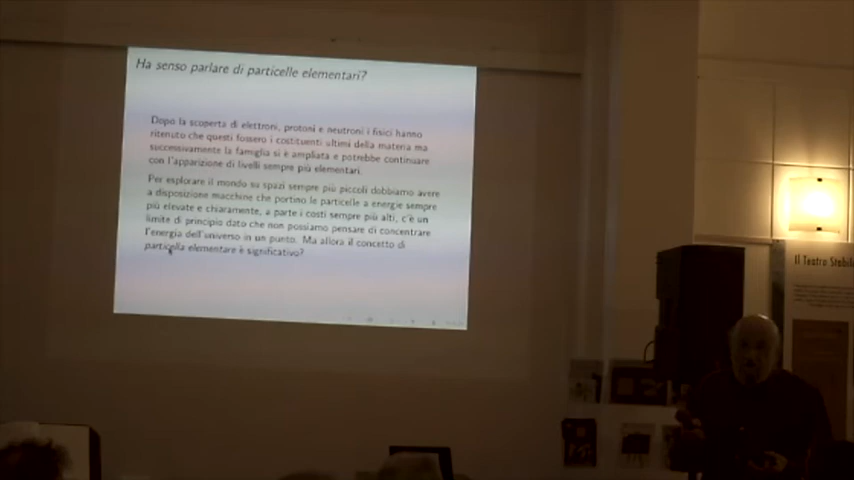 Ha senso parlare di particelle elementari?
Dopo la scoperta di elettroni, protoni e neutroni i fisici hanno
ritenuto che questi fossero i costituenti ultimi della materia ma
successivamente la famiglia si è ampliata e potrebbe continuare
con l'apparizione di livelli sempre più elementari.
Per esplorare il mondo su spazi sempre più piccoli dobbiamo avere
a disposizione macchine che portino le particelle a energie sempre
più elevate e chiaramente, a parte i costi sempre più alti, c'è un
limite di principio dato che non possiamo pensare di concentrare
l'energia dell'universo in un punto. Ma allora il concetto di
particella elementare è significativo?
Il Teatro Stabile